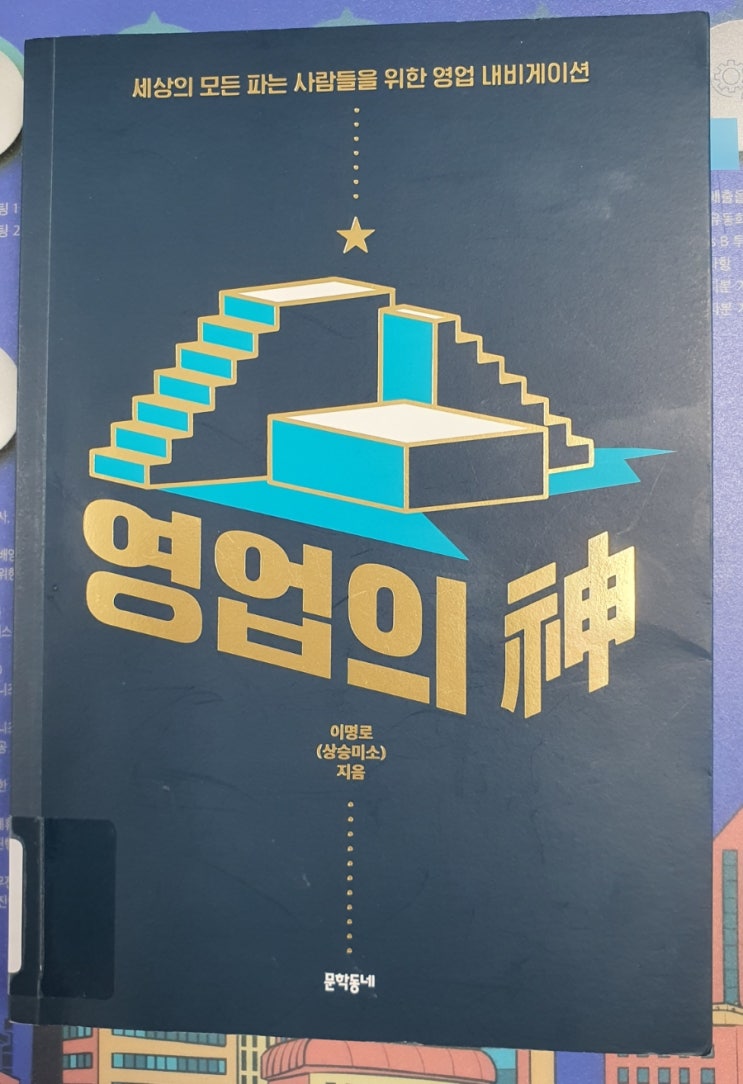 세상의 모든 파는 사람들을 위한 영업 내비게이션
영업의 神
이명로
(상승미소)
지음
문학동네